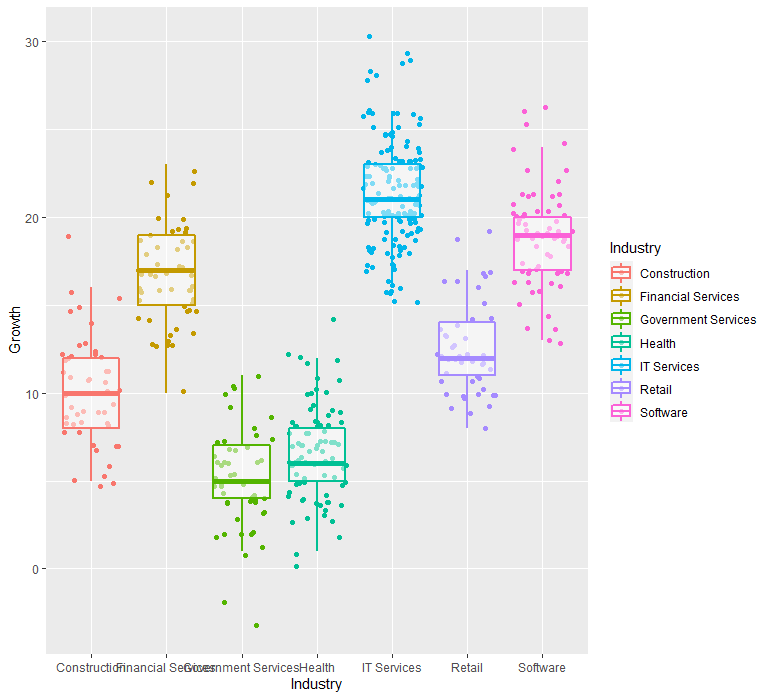 30
20
10
0
Growth
Construction
Financial Services
Government Services
Health
IT Services
Retail
Software
Industry
Industry
Construction
Financial Services
Government Services
Health
IT Services
Retail
Software